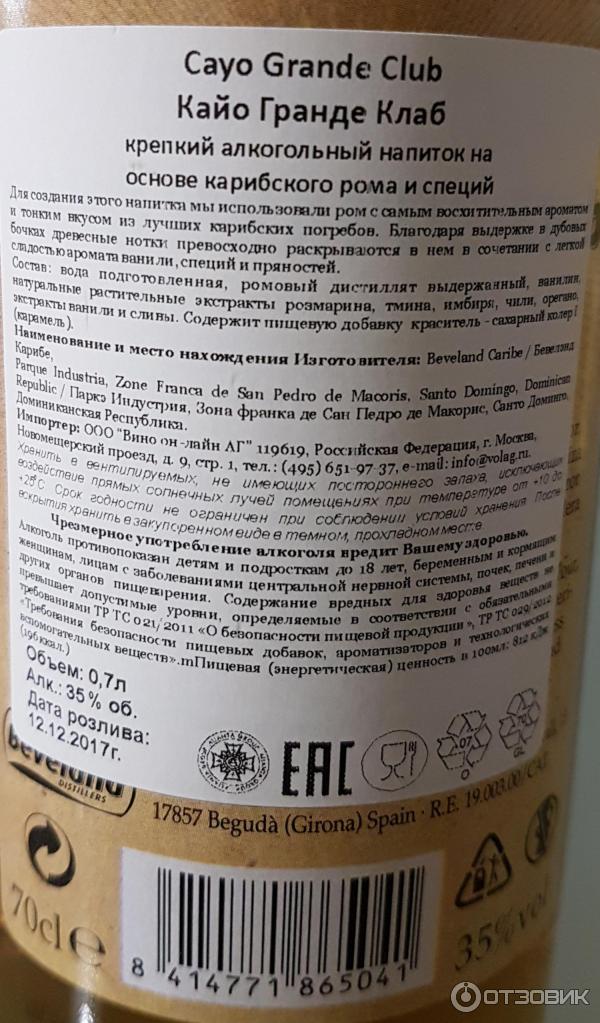 Cayo Grande Club
Кайо Гранде Клаб
крепкий алкогольный напиток на
основе карибского рома и специй
Для создания этого напитка мы использовали ром с самым восхитительным ароматом
и тонким вкусом из лучших карибских погребов. Благодаря выдержке в дубовых
бочках древесные нотки превосходно раскрываются в нем в сочетании с легкой
сладостью аромата ванили, специй и пряностей.
Состав: вода подготовленная, ромовый дистиллят выдержанный, ванилин,
натуральные растительные экстракты розмарина, тмина, имбиря, чили, орегано,
экстракты ванили и сливы. Содержит пищевую добавку краситель - сахарный колер I
(карамель).
Наименование и место нахождения Изготовителя: Beveland Caribe / Бевелэнд
Карибе,
Parque Industria, Zone Franca de San Pedro de Macoris, Santo Domingo, Dominican
Republic / Паркэ Индустрия, Зона франка де Сан Педро де Макорис, Санто Доминго,
Доминиканская Республика.
Импортер: ООО "Вино он-лайн АГ" 119619, Российская Федерация, г. Москва,
Новомещерский проезд, д. 9, стр. 1, тел.: (495) 651-97-37, e-mail: info@volag.ru.
Хранить в вентилируемых, не имеющих постороннего запаха, исключающих
воздействие прямых солнечных лучей помещениях при температуре от +10 до
+25°С Срок годности не ограничен при соблюдении условий хранения. После
вскрытия хранить в закупоренном виде в темном, прохладном месте.
Чрезмерное употребление алкоголя вредит Вашему здоровью.
Алкоголь противопоказан детям и подросткам до 18 лет, беременным и кормящим
женщинам, лицам с заболеваниями центральной нервной системы, почек, печени и
других органов пищеварения. Содержание вредных для здоровья веществ не
превышает допустимые уровни, определяемые в соответствии с обязательными
требованиями ТР ТС 021/2011 «О безопасности пищевой продукции», ТР ТС 029/2012
«Требования безопасности пищевых добавок, ароматизаторов и технологических
вспомогательных веществ».mПищевая (энергетическая) ценность в 100мл: 812 кДж
(196 ккал.)
Объем: 0,7л
Алк.: 35% об.
Дата розлива:
12.12.2017г.
EAC
07
O
70
GL
beveland
DISTILLERS
17857 Begudà (Girona) Spain · R.E. 19.003.00/CAT
70cl e
35% vol
8 414771 865041
ОТЗОВИК